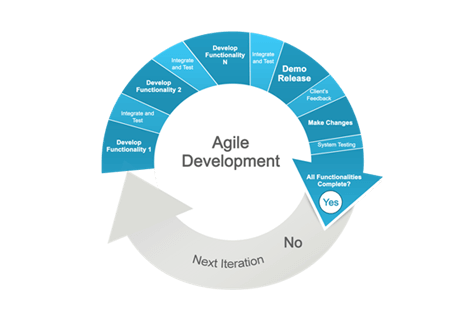 Develop
Functionality 1
Integrate and
Test
Develop
Functionality 2
Integrate
and Test
Develop
Functionality
N
Integrate
and Test
Demo
Release
Client's
Feedback
Make Changes
System Testing
All Functionalities
Complete?
Yes
No
Next Iteration
Agile
Development